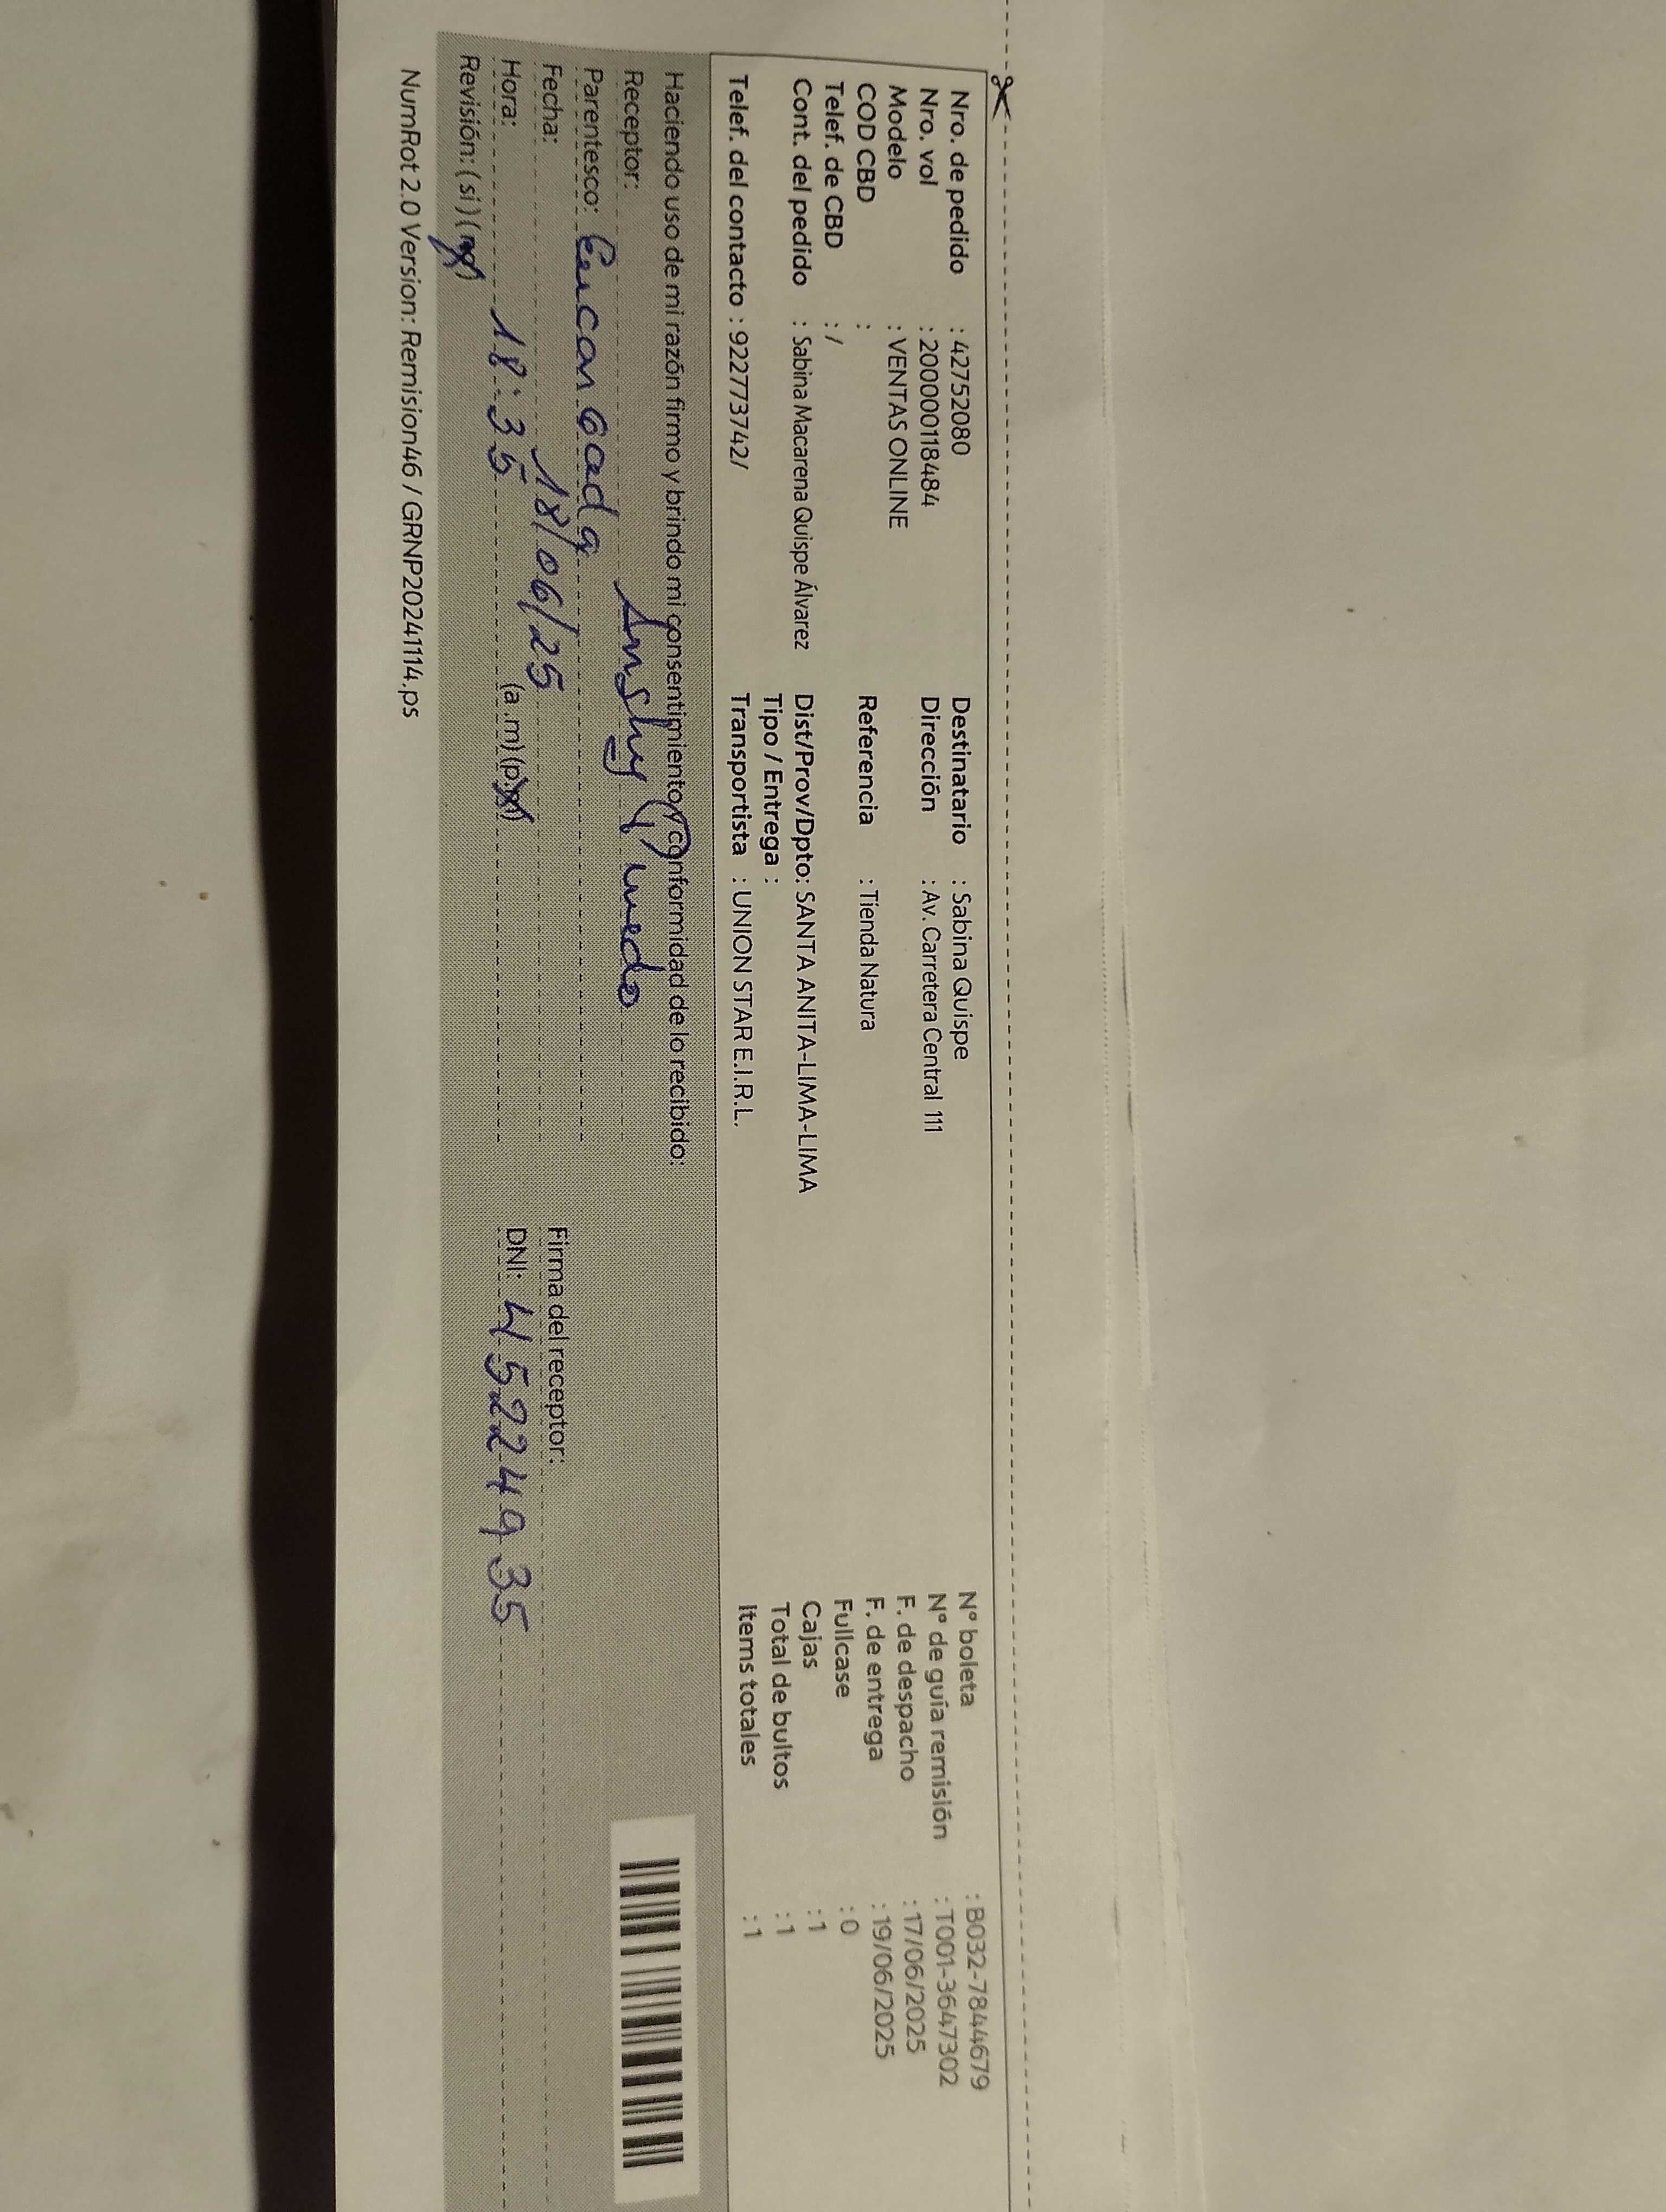 Nro. de pedido : 42752080
Nro. vol : 20000118484
Modelo : VENTAS ONLINE
COD CBD :
Telef. de CBD : /
Cont. del pedido : Sabina Macarena Quispe Álvarez
Telef. del contacto : 922773742/
Destinatario : Sabina Quispe
Dirección : Av. Carretera Central 111
Referencia : Tienda Natura
Dist/Prov/Dpto: SANTA ANITA-LIMA-LIMA
Tipo / Entrega :
Transportista : UNION STAR E.I.R.L.
Nº boleta : B032-7844679
Nº de guía remisión : T001-3647302
F. de despacho : 17/06/2025
F. de entrega : 19/06/2025
Fullcase : 0
Cajas : 1
Total de bultos : 1
Items totales : 1
Haciendo uso de mi razón firmo y brindo mi consentimiento y conformidad de lo recibido:
Receptor:
Parentesco: Encargada
Fecha: 18/06/25
Hora: 18:35 (a.m)(p.m)
Revisión: (si)(no)
Firma del receptor:
DNI: 45224935
NumRot 2.0 Version: Remision46 / GRNP20241114.ps